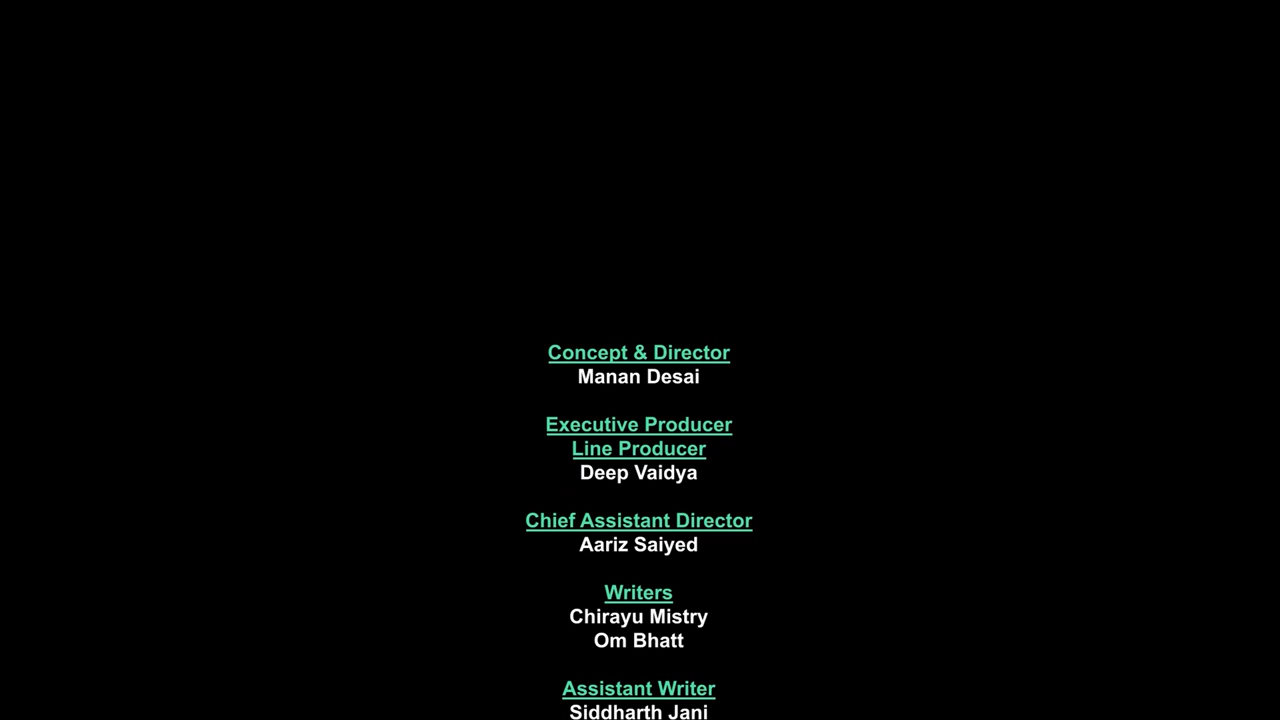 Concept & Director
Manan Desai
Executive Producer
Line Producer
Deep Vaidya
Chief Assistant Director
Aariz Saiyed
Writers
Chirayu Mistry
Om Bhatt
Assistant Writer
Siddharth Jani